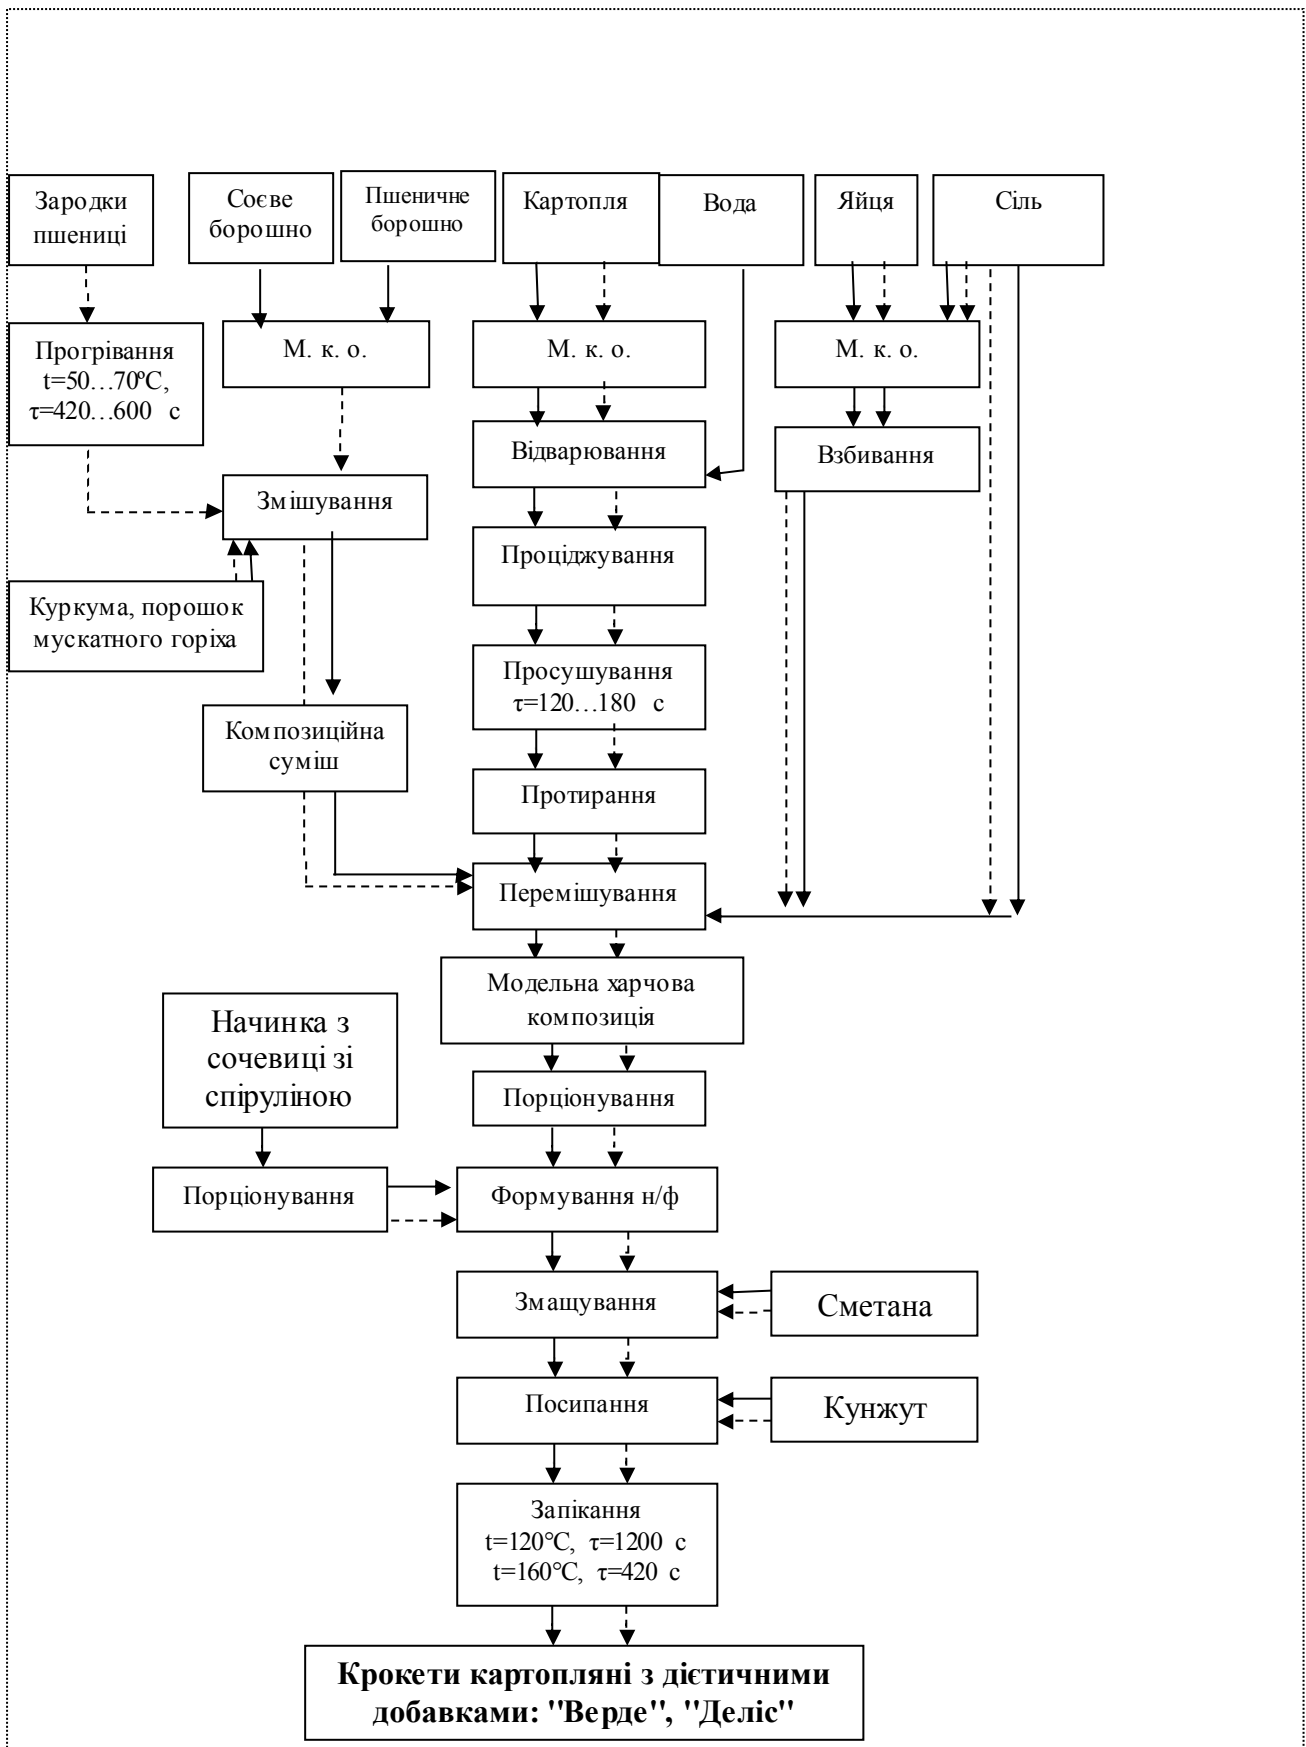 Зародки
пшениці
Соєве
борошно
Пшеничне
борошно
Картопля
Вода
Яйця
Сіль
Прогрівання
t=50…70ºC,
τ=420…600 с
М. к. о.
М. к. о.
М. к. о.
Відварювання
Взбивання
Змішування
Проціджування
Куркума, порошок
мускатного горіха
Просушування
τ=120…180 с
Композиційна
суміш
Протирання
Перемішування
Модельна харчова
композиція
Начинка з
сочевиці зі
спіруліною
Порціонування
Порціонування
Формування н/ф
Змащування
Сметана
Посипання
Кунжут
Запікання
t=120°C, τ=1200 с
t=160°C, τ=420 с
Крокети картопляні з дієтичними
добавками: "Верде", "Деліс"